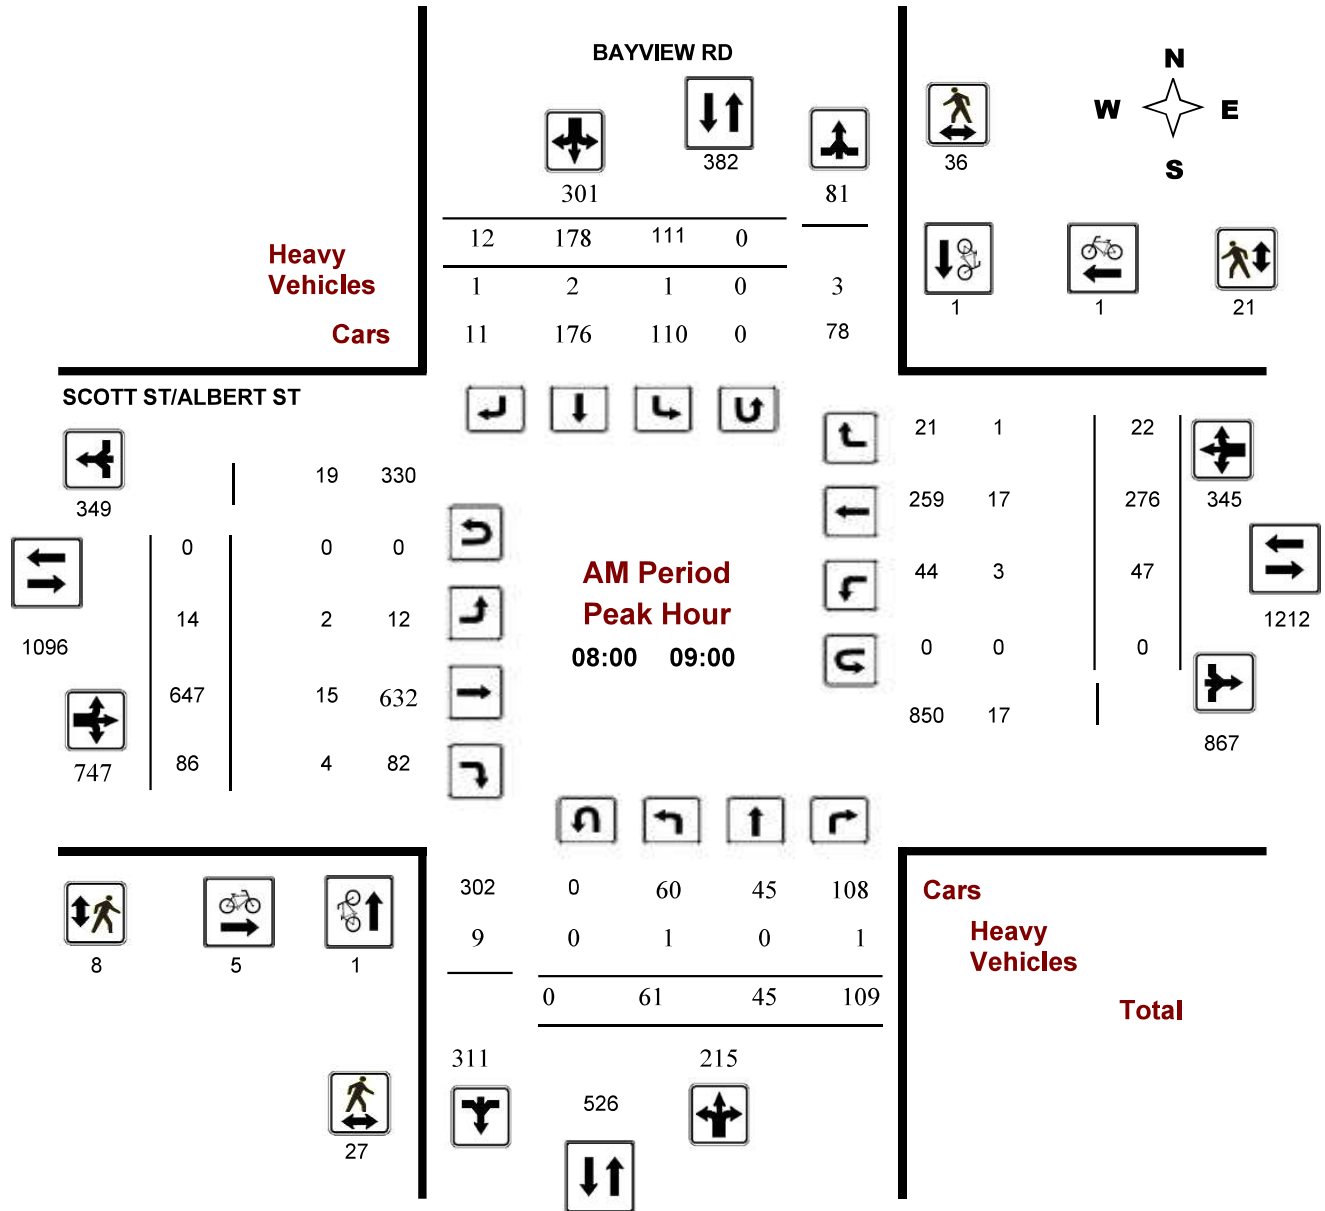 BAYVIEW RD
N
W E
S
382
36
301
81
12 178 111 0
Heavy
Vehicles
1 2 1 0 3
1 1 21
Cars
11 176 110 0 78
SCOTT ST/ALBERT ST
21 1 22
19 330
349
259 17 276 345
0 0 0
AM Period
44 3 47
Peak Hour
14 2 12
1212
1096
08:00 09:00
0 0 0
647 15 632
850 17
867
747
86 4 82
302 0 60 45 108
Cars
9 0 1 0 1
Heavy
Vehicles
8 5 1
0 61 45 109
Total
311 215
526
27